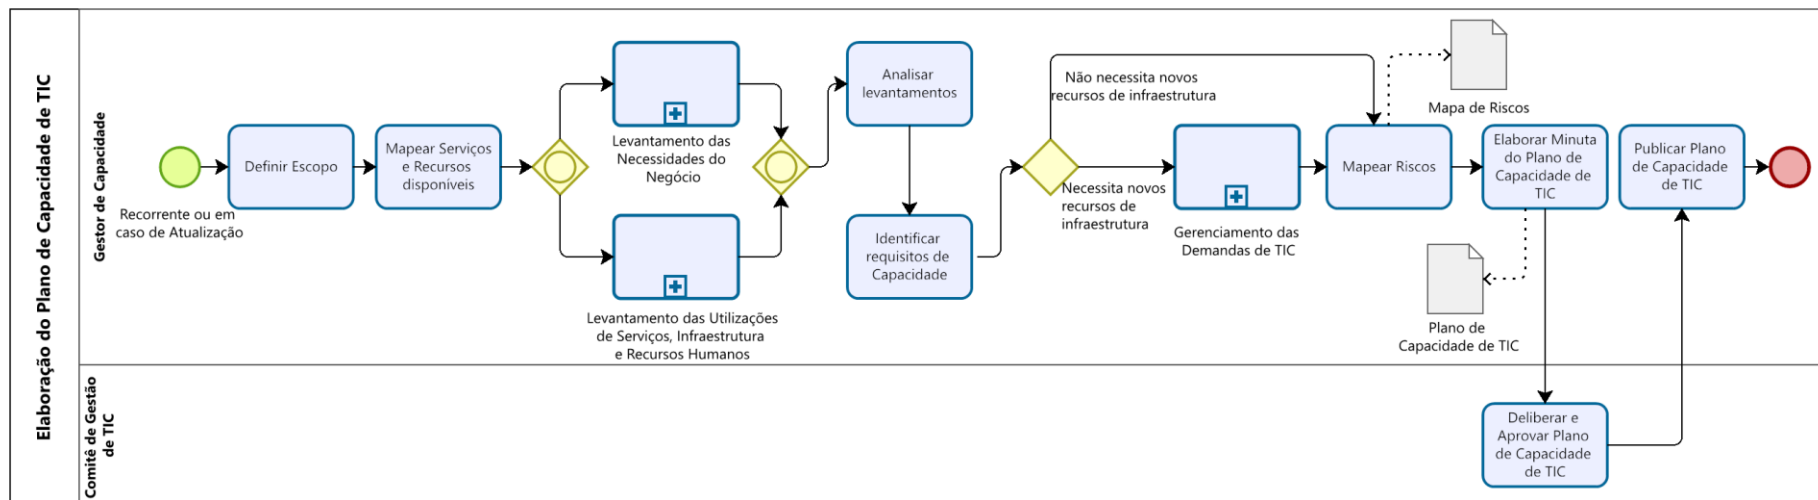 Elaboração do Plano de Capacidade de TIC
Gestor de Capacidade
Recorrente ou em
caso de Atualização
Definir Escopo
Mapear Serviços
e Recursos
disponíveis
Levantamento das
Necessidades do
Negócio
Levantamento das Utilizações
de Serviços, Infraestrutura
e Recursos Humanos
Analisar
levantamentos
Identificar
requisitos de
Capacidade
Não necessita novos
recursos de infraestrutura
Necessita novos
recursos de
infraestrutura
Gerenciamento das
Demandas de TIC
Mapear Riscos
Mapa de Riscos
Elaborar Minuta
do Plano de
Capacidade de
TIC
Plano de
Capacidade de TIC
Publicar Plano
de Capacidade
de TIC
Comitê de Gestão
de TIC
Deliberar e
Aprovar Plano
de Capacidade
de TIC